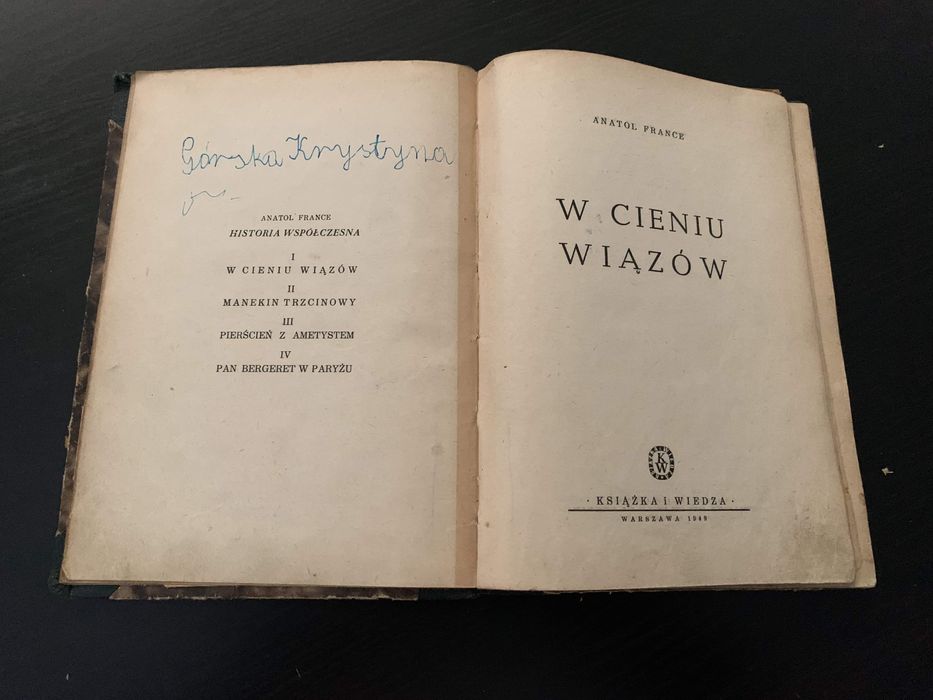 Górska Krystyna
ANATOL FRANCE
HISTORIA WSPÓŁCZESNA
I
W CIENIU WIĄZÓW
II
MANEKIN TRZCINOWY
III
PIERŚCIEŃ Z AMETYSTEM
IV
PAN BERGERET W PARYŻU
ANATOL FRANCE
W CIENIU
WIĄZÓW
KW
· KSIĄŻKA I WIEDZA ·
WARSZAWA 1949